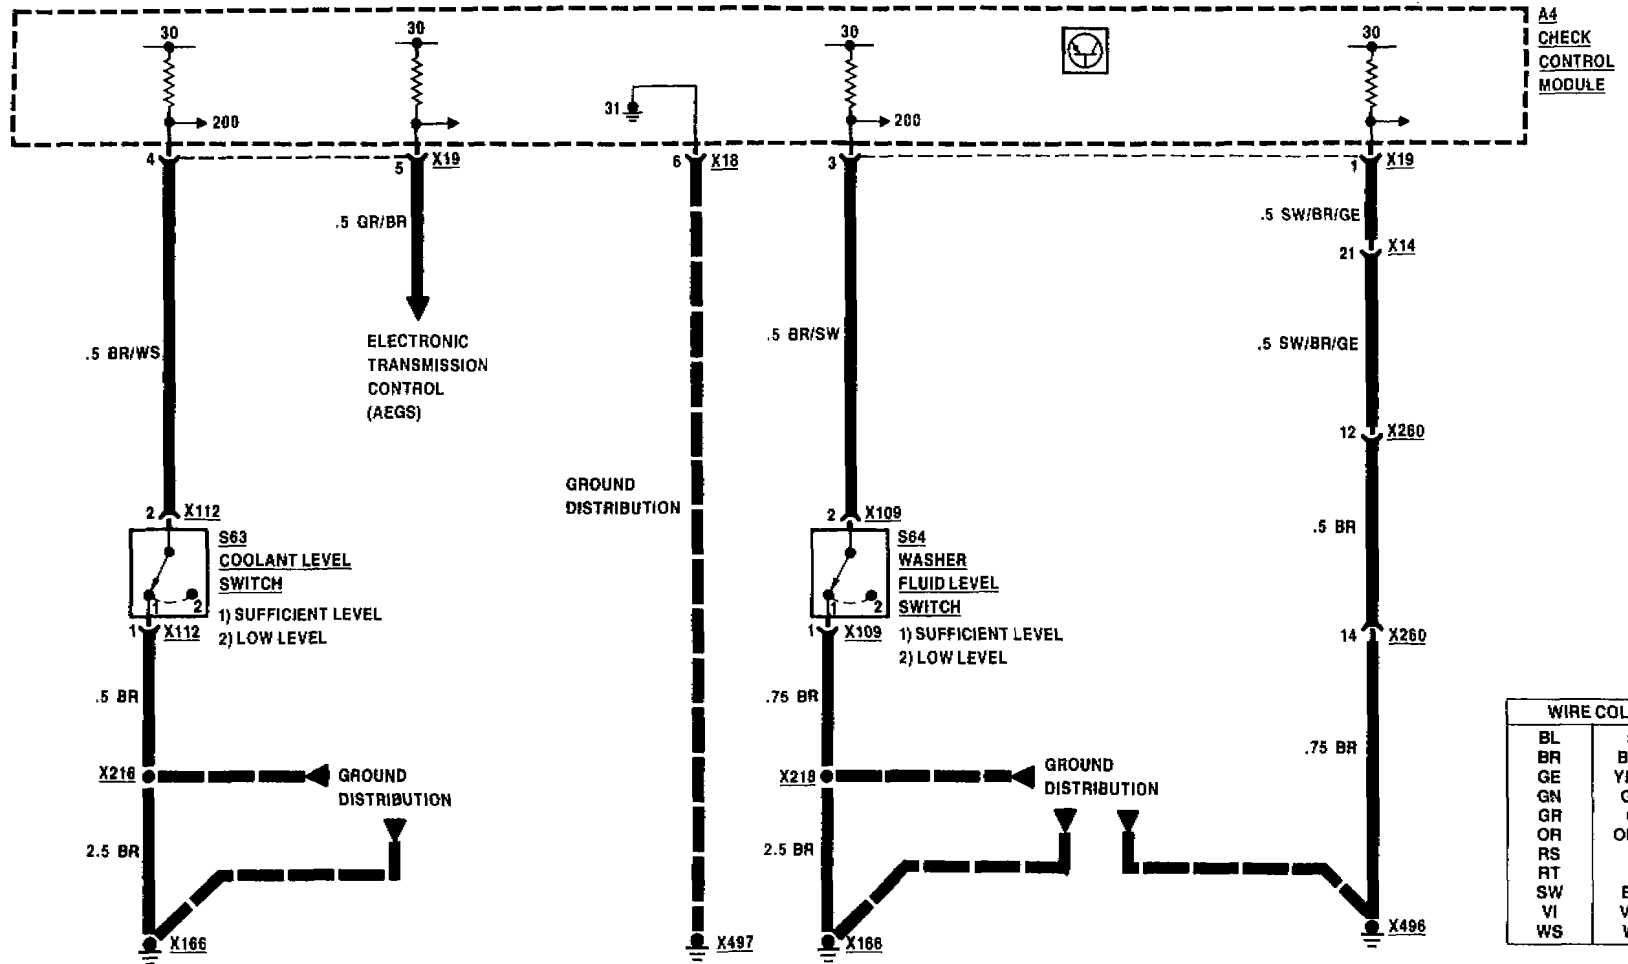 A4
CHECK
CONTROL
MODULE
30
30
30
30
200
31
200
4
5
X19
6
X18
3
1
X19
.5 GR/BR
.5 SW/BR/GE
21
X14
.5 BR/WS
ELECTRONIC
TRANSMISSION
CONTROL
(AEGS)
.5 BR/SW
.5 SW/BR/GE
12
X260
GROUND
DISTRIBUTION
2
X112
S63
COOLANT LEVEL
SWITCH
1
2
1) SUFFICIENT LEVEL
2) LOW LEVEL
1
X112
2
X109
S64
WASHER
FLUID LEVEL
SWITCH
1
2
1) SUFFICIENT LEVEL
2) LOW LEVEL
1
X109
.5 BR
14
X260
.5 BR
.75 BR
.75 BR
X216
GROUND
DISTRIBUTION
X218
GROUND
DISTRIBUTION
2.5 BR
2.5 BR
X166
X497
X166
X496
WIRE COL
BL
BR
GE
GN
GR
OR
RS
RT
SW
VI
WS